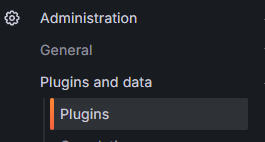 Administration
General
Plugins and data
Plugins